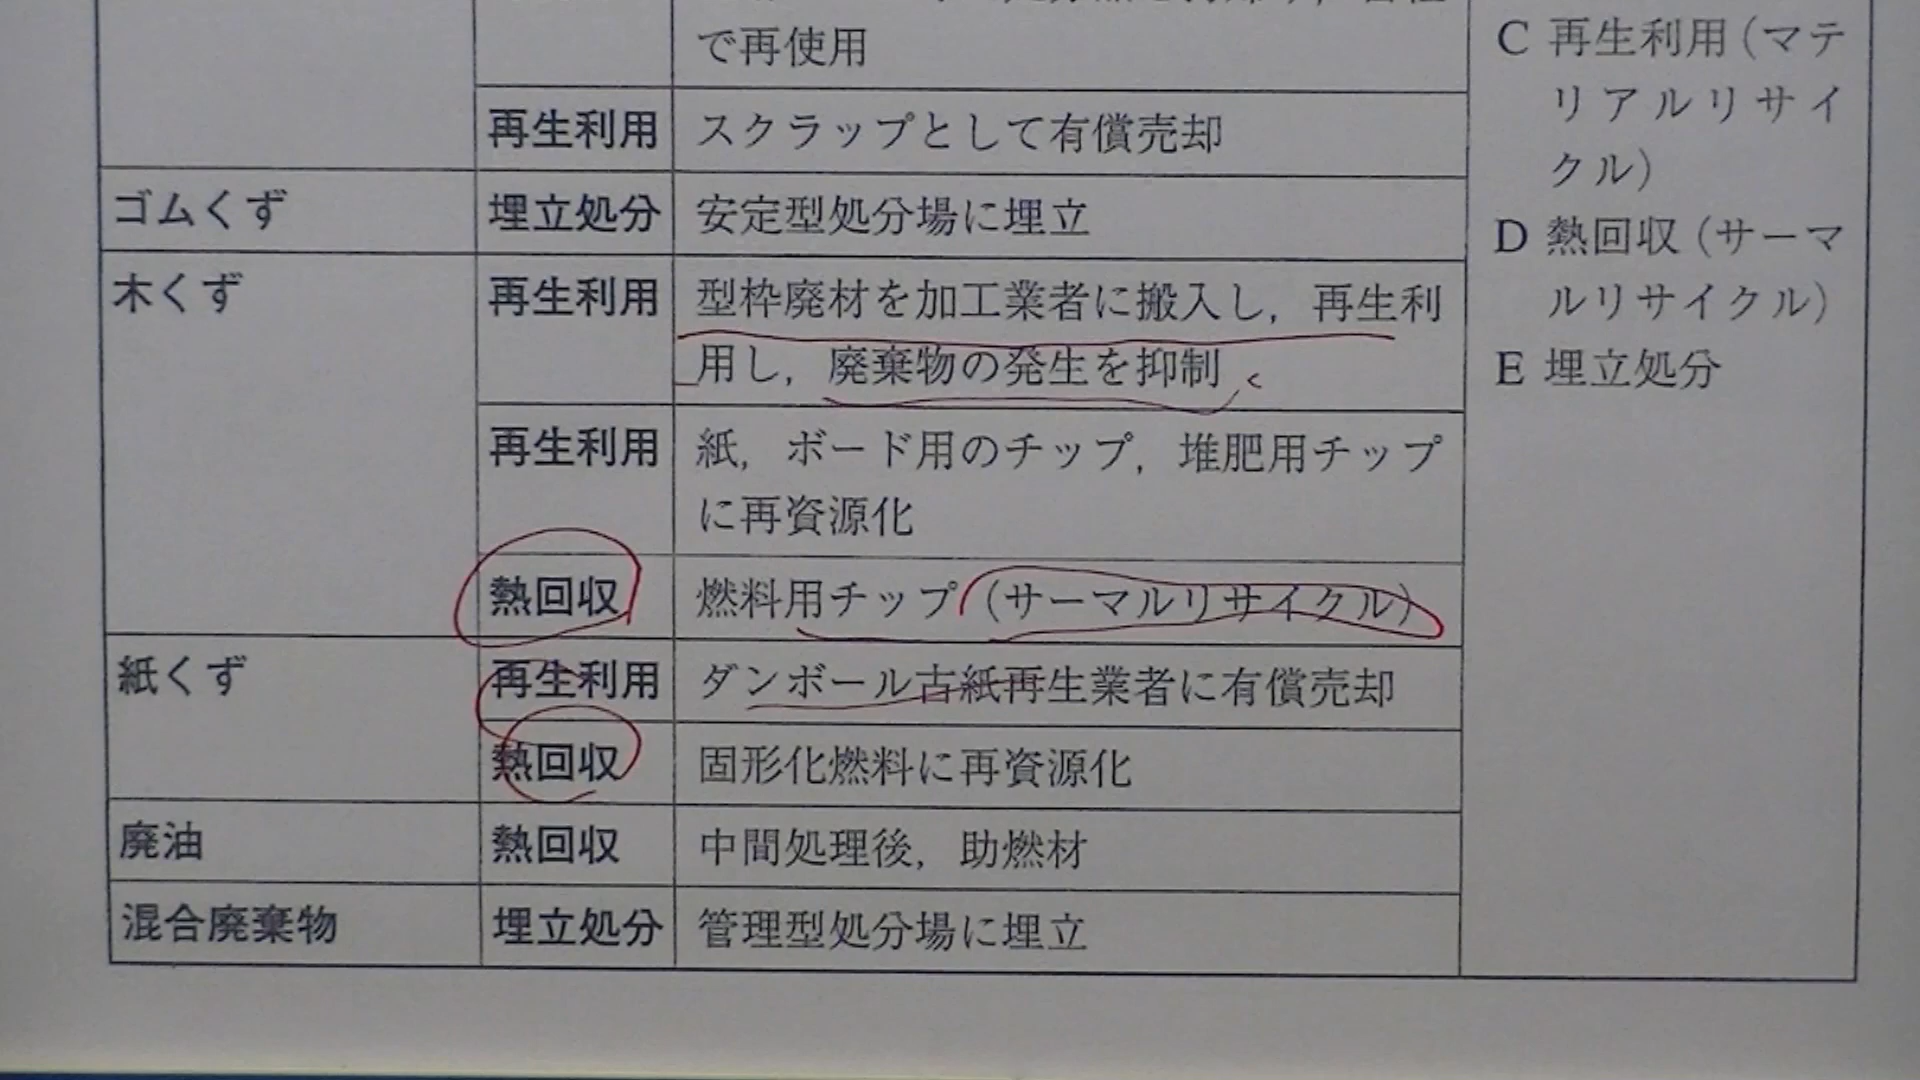 で再使用
再生利用 スクラップとして有償売却
ゴムくず 埋立処分 安定型処分場に埋立
木くず 再生利用 型枠廃材を加工業者に搬入し，再生利
用し，廃棄物の発生を抑制
再生利用 紙，ボード用のチップ，堆肥用チップ
に再資源化
熱回収 燃料用チップ（サーマルリサイクル）
紙くず 再生利用 ダンボール古紙再生業者に有償売却
熱回収 固形化燃料に再資源化
廃油 熱回収 中間処理後，助燃材
混合廃棄物 埋立処分 管理型処分場に埋立
C 再生利用（マテ
リアルリサイ
クル）
D 熱回収（サーマ
ルリサイクル）
E 埋立処分